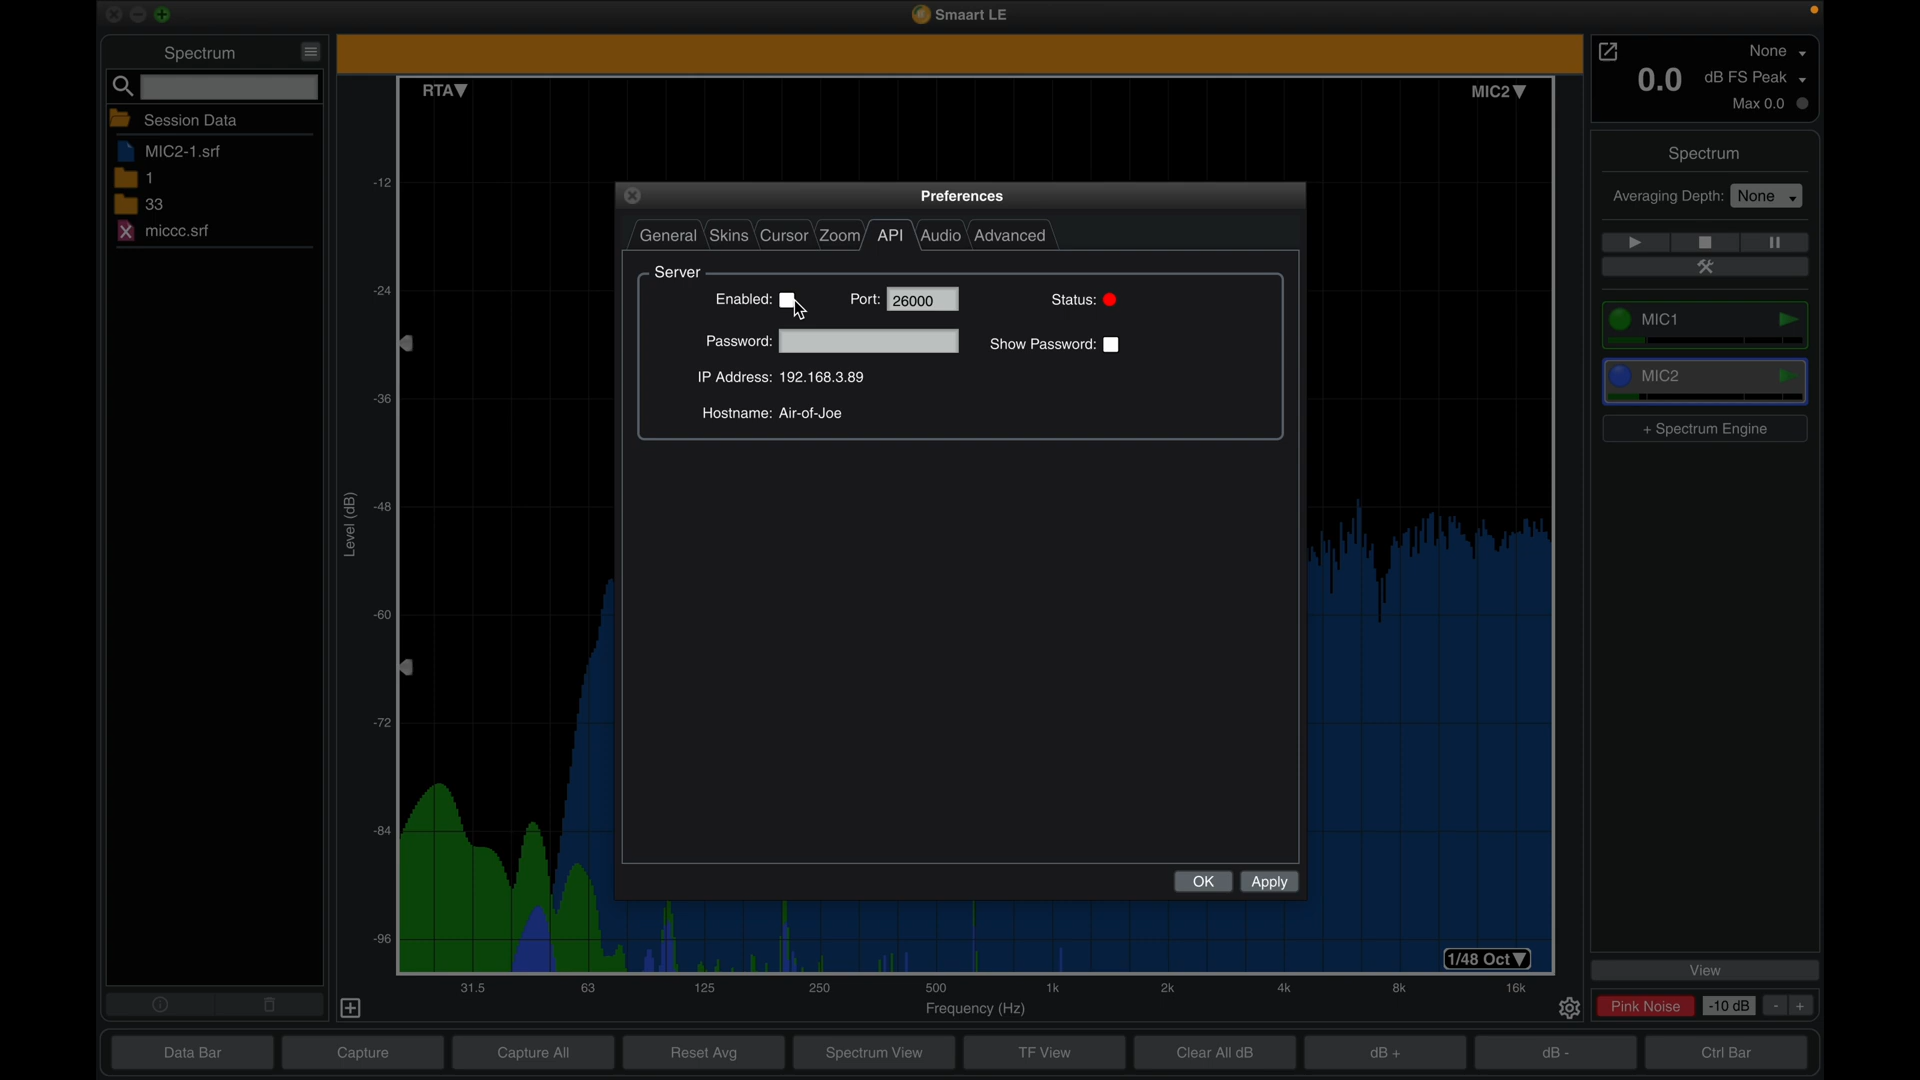 Smaart LE
Spectrum
Session Data
MIC2-1.srf
1
33
miccc.srf
RTA▼
MIC2▼
Level (dB)
-12
-24
-36
-48
-60
-72
-84
-96
31.5 63 125 250 500 1k 2k 4k 8k 16k
Frequency (Hz)
1/48 Oct▼
Preferences
General Skins Cursor Zoom API Audio Advanced
Server
Enabled: Port: 26000 Status:
Password: Show Password:
IP Address: 192.168.3.89
Hostname: Air-of-Joe
OK Apply
None
0.0 dB FS Peak
Max 0.0
Spectrum
Averaging Depth: None
MIC1
MIC2
+ Spectrum Engine
View
Pink Noise -10 dB - +
Data Bar Capture Capture All Reset Avg Spectrum View TF View Clear All dB dB + dB - Ctrl Bar